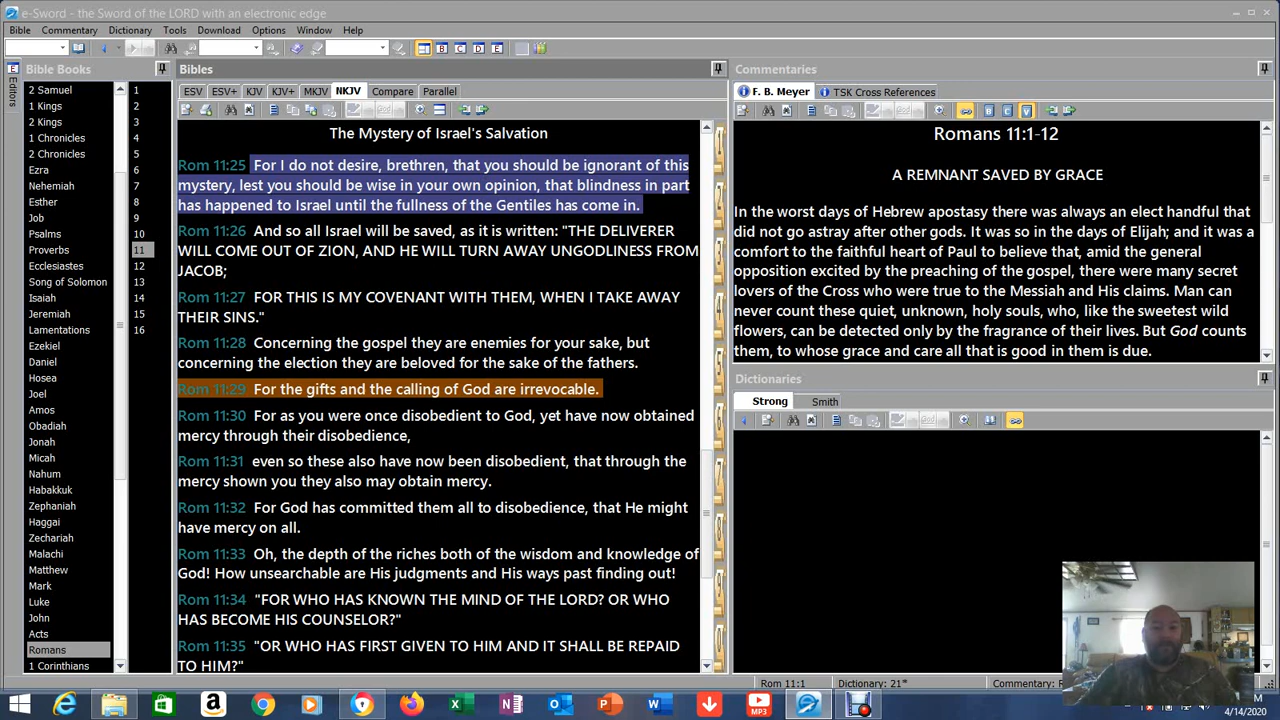 e-Sword - the Sword of the LORD with an electronic edge
Bible Commentary Dictionary Tools Download Options Window Help
B C D E
Editors
Bible Books
2 Samuel
1 Kings
2 Kings
1 Chronicles
2 Chronicles
Ezra
Nehemiah
Esther
Job
Psalms
Proverbs
Ecclesiastes
Song of Solomon
Isaiah
Jeremiah
Lamentations
Ezekiel
Daniel
Hosea
Joel
Amos
Obadiah
Jonah
Micah
Nahum
Habakkuk
Zephaniah
Haggai
Zechariah
Malachi
Matthew
Mark
Luke
John
Acts
Romans
1 Corinthians
1
2
3
4
5
6
7
8
9
10
11
12
13
14
15
16
Bibles
ESV ESV+ KJV KJV+ MKJV NKJV Compare Parallel
The Mystery of Israel's Salvation
Rom 11:25 For I do not desire, brethren, that you should be ignorant of this
mystery, lest you should be wise in your own opinion, that blindness in part
has happened to Israel until the fullness of the Gentiles has come in.
Rom 11:26 And so all Israel will be saved, as it is written: "THE DELIVERER
WILL COME OUT OF ZION, AND HE WILL TURN AWAY UNGODLINESS FROM
JACOB;
Rom 11:27 FOR THIS IS MY COVENANT WITH THEM, WHEN I TAKE AWAY
THEIR SINS."
Rom 11:28 Concerning the gospel they are enemies for your sake, but
concerning the election they are beloved for the sake of the fathers.
Rom 11:29 For the gifts and the calling of God are irrevocable.
Rom 11:30 For as you were once disobedient to God, yet have now obtained
mercy through their disobedience,
Rom 11:31 even so these also have now been disobedient, that through the
mercy shown you they also may obtain mercy.
Rom 11:32 For God has committed them all to disobedience, that He might
have mercy on all.
Rom 11:33 Oh, the depth of the riches both of the wisdom and knowledge of
God! How unsearchable are His judgments and His ways past finding out!
Rom 11:34 "FOR WHO HAS KNOWN THE MIND OF THE LORD? OR WHO
HAS BECOME HIS COUNSELOR?"
Rom 11:35 "OR WHO HAS FIRST GIVEN TO HIM AND IT SHALL BE REPAID
TO HIM?"
Commentaries
F. B. Meyer TSK Cross References
B C V
Romans 11:1-12
A REMNANT SAVED BY GRACE
In the worst days of Hebrew apostasy there was always an elect handful that
did not go astray after other gods. It was so in the days of Elijah; and it was a
comfort to the faithful heart of Paul to believe that, amid the general
opposition excited by the preaching of the gospel, there were many secret
lovers of the Cross who were true to the Messiah and His claims. Man can
never count these quiet, unknown, holy souls, who, like the sweetest wild
flowers, can be detected only by the fragrance of their lives. But God counts
them, to whose grace and care all that is good in them is due.
Dictionaries
Strong Smith
Rom 11:1 Dictionary: 21* Commentary:
MP3
4/14/2020